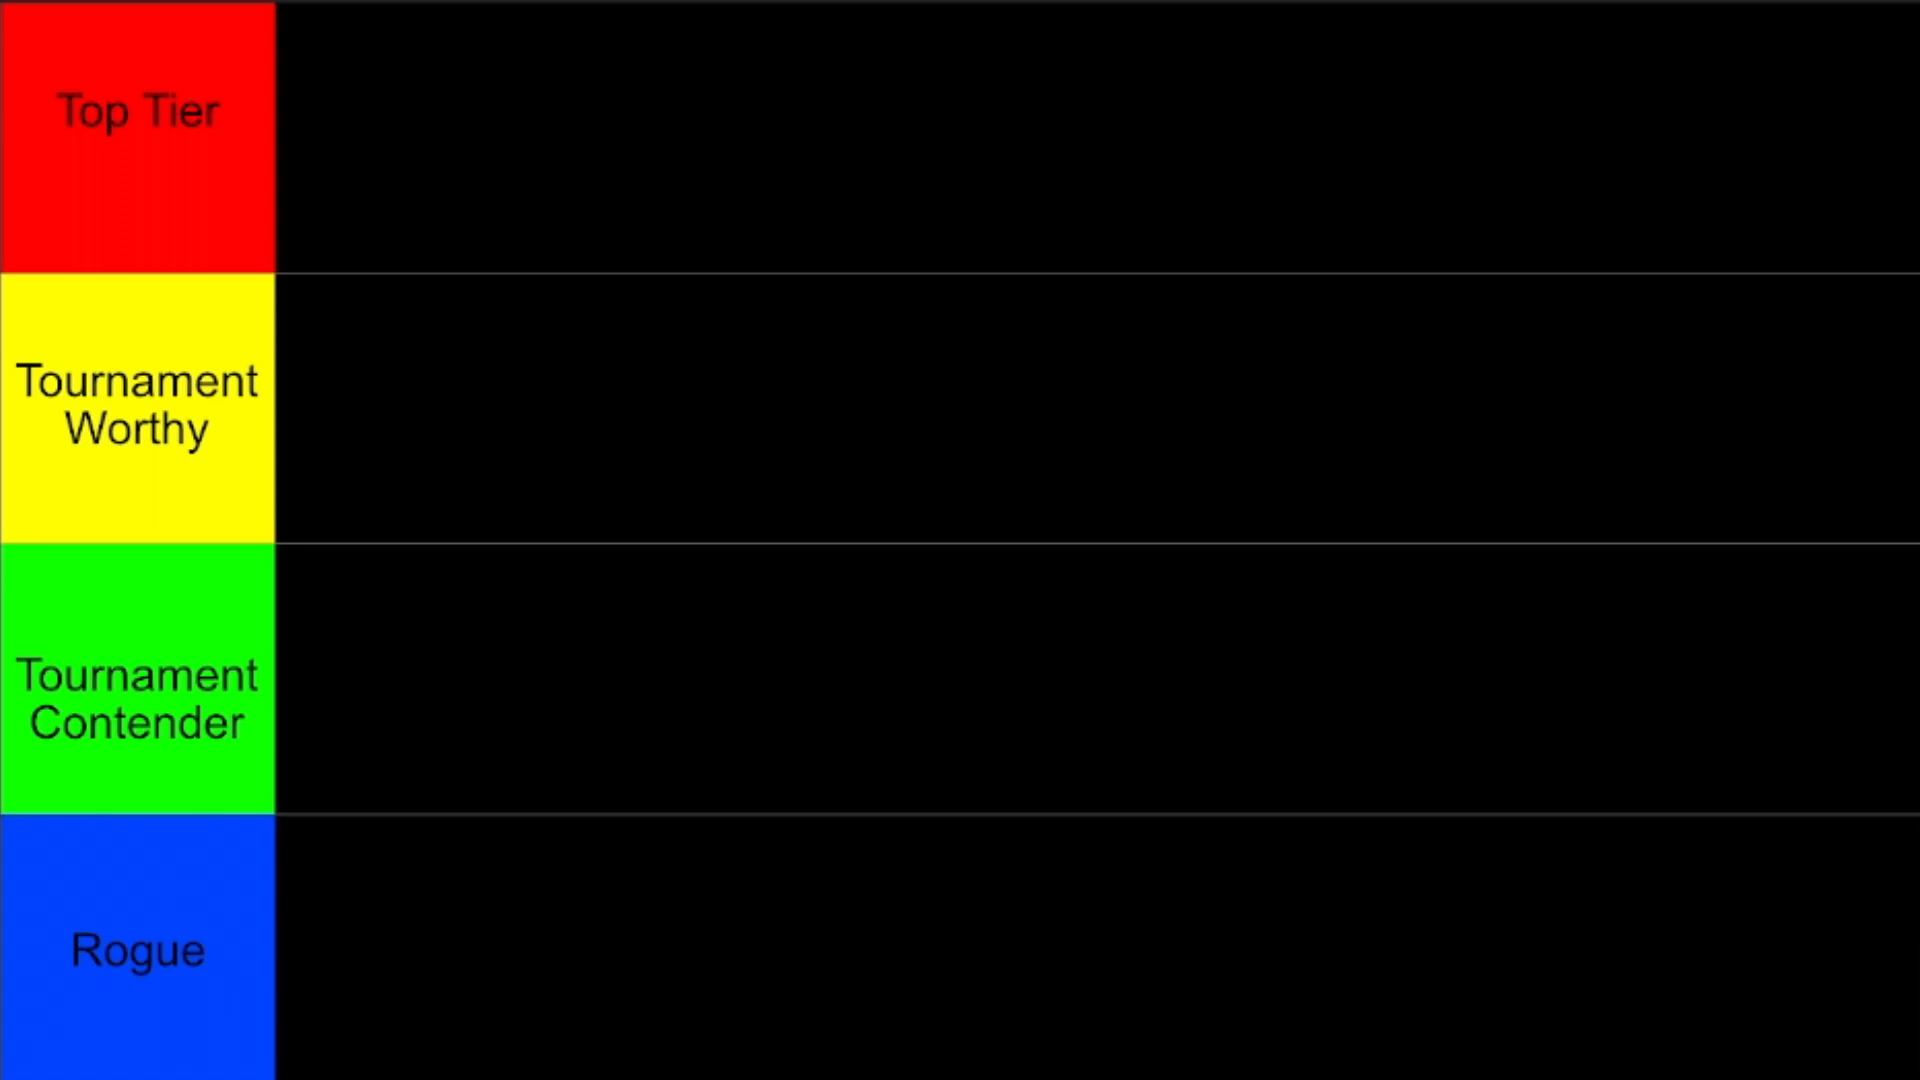 Top Tier
Tournament
Worthy
Tournament
Contender
Rogue